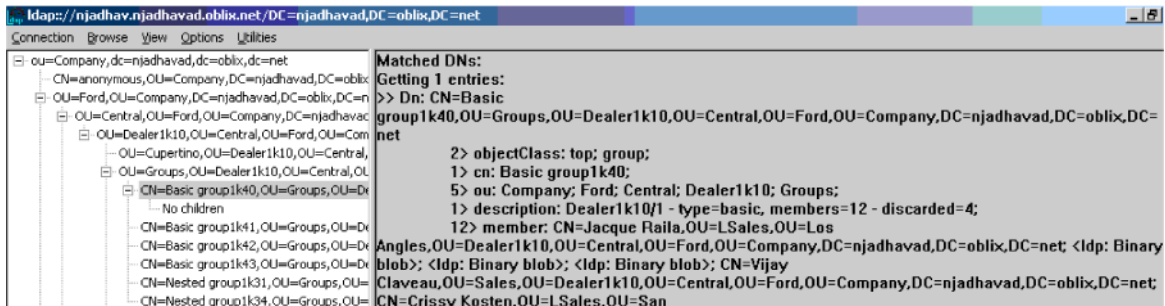 ldap://njadhav.njadhavad.oblix.net/DC=njadhavad,DC=oblix,DC=net
Connection Browse View Options Utilities
ou=Company,dc=njadhavad,dc=oblix,dc=net
CN=anonymous,OU=Company,DC=njadhavad,DC=oblix
OU=Ford,OU=Company,DC=njadhavad,DC=oblix,DC=n
OU=Central,OU=Ford,OU=Company,DC=njadhavad
OU=Dealer1k10,OU=Central,OU=Ford,OU=Com
OU=Cupertino,OU=Dealer1k10,OU=Central,
OU=Groups,OU=Dealer1k10,OU=Central,OU
CN=Basic group1k40,OU=Groups,OU=De
No children
CN=Basic group1k41,OU=Groups,OU=De
CN=Basic group1k42,OU=Groups,OU=De
CN=Basic group1k43,OU=Groups,OU=De
CN=Nested group1k31,OU=Groups,OU=
CN=Nested group1k34,OU=Groups,OU=
Matched DNs:
Getting 1 entries:
>> Dn: CN=Basic
group1k40,OU=Groups,OU=Dealer1k10,OU=Central,OU=Ford,OU=Company,DC=njadhavad,DC=oblix,DC=
net
2> objectClass: top; group;
1> cn: Basic group1k40;
5> ou: Company; Ford; Central; Dealer1k10; Groups;
1> description: Dealer1k10/1 - type=basic, members=12 - discarded=4;
12> member: CN=Jacque Raila,OU=LSales,OU=Los
Angles,OU=Dealer1k10,OU=Central,OU=Ford,OU=Company,DC=njadhavad,DC=oblix,DC=net; <ldp: Binary
blob>; <ldp: Binary blob>; <ldp: Binary blob>; CN=Vijay
Claveau,OU=Sales,OU=Dealer1k10,OU=Central,OU=Ford,OU=Company,DC=njadhavad,DC=oblix,DC=net;
CN=Crissy Kosten,OU=LSales,OU=San